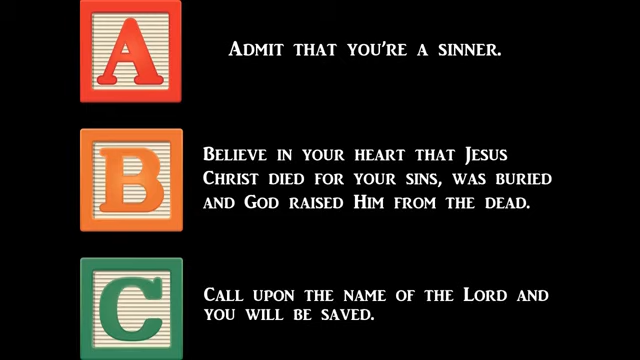 A
Admit that you're a sinner.
B
Believe in your heart that Jesus
Christ died for your sins, was buried
and God raised Him from the dead.
C
Call upon the name of the Lord and
you will be saved.